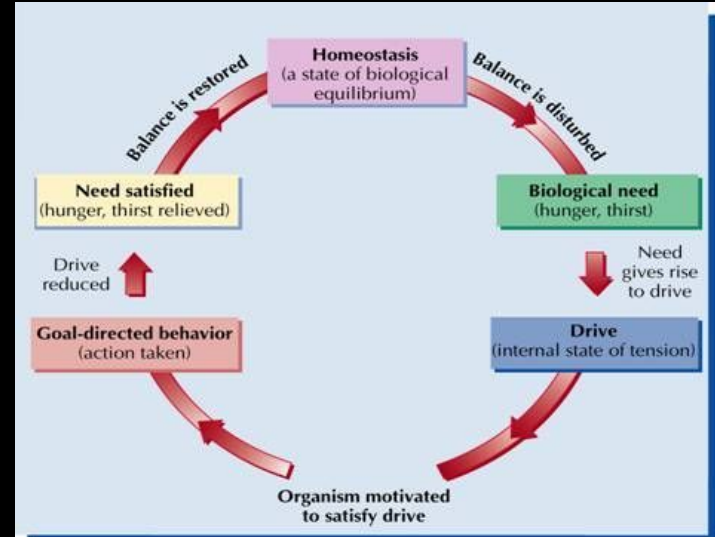 Homeostasis
(a state of biological
equilibrium)
Balance is disturbed
Biological need
(hunger, thirst)
Need
gives rise
to drive
Drive
(internal state of tension)
Organism motivated
to satisfy drive
Goal-directed behavior
(action taken)
Drive
reduced
Need satisfied
(hunger, thirst relieved)
Balance is restored